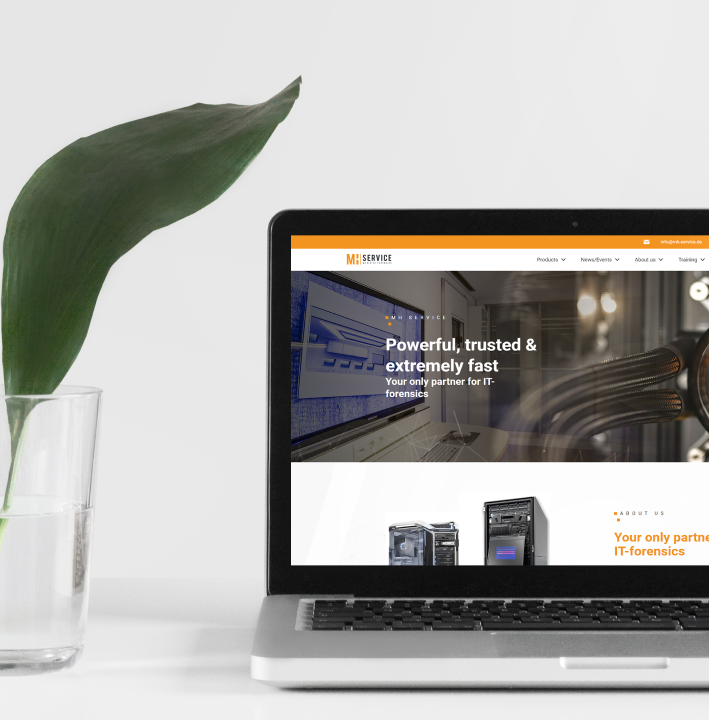 info@mh-service.de
MH SERVICE
Products
News/Events
About us
Training
MH SERVICE
Powerful, trusted &
extremely fast
Your only partner for IT-
forensics
ABOUT US
Your only partne
IT-forensics